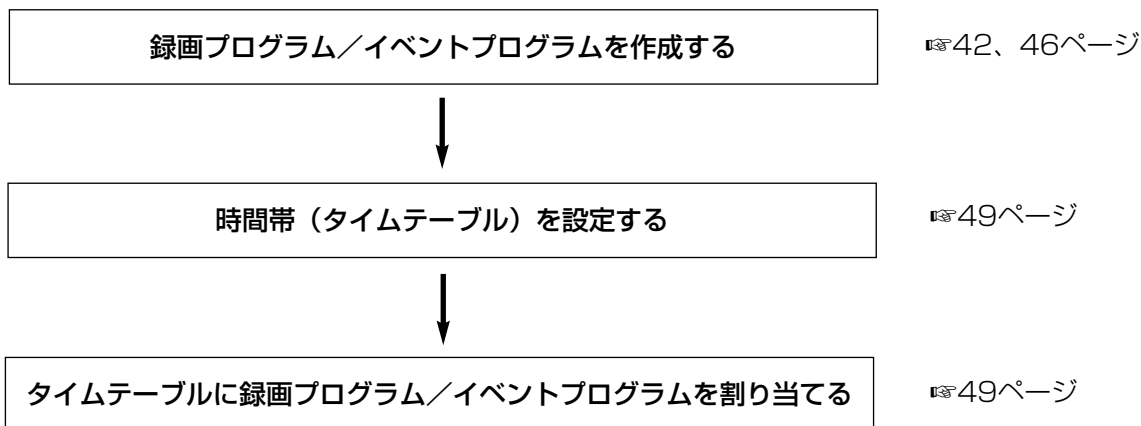 録画プログラム／イベントプログラムを作成する ☞42、46ページ
時間帯（タイムテーブル）を設定する ☞49ページ
タイムテーブルに録画プログラム／イベントプログラムを割り当てる ☞49ページ